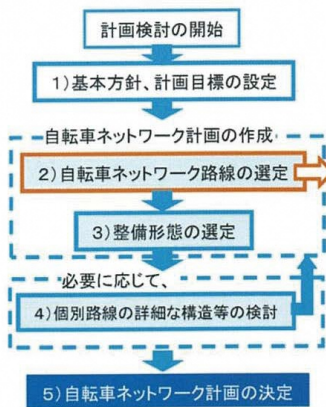 計画検討の開始
1)基本方針、計画目標の設定
自転車ネットワーク計画の作成
2)自転車ネットワーク路線の選定
3)整備形態の選定
必要に応じて、
4)個別路線の詳細な構造等の検討
5)自転車ネットワーク計画の決定